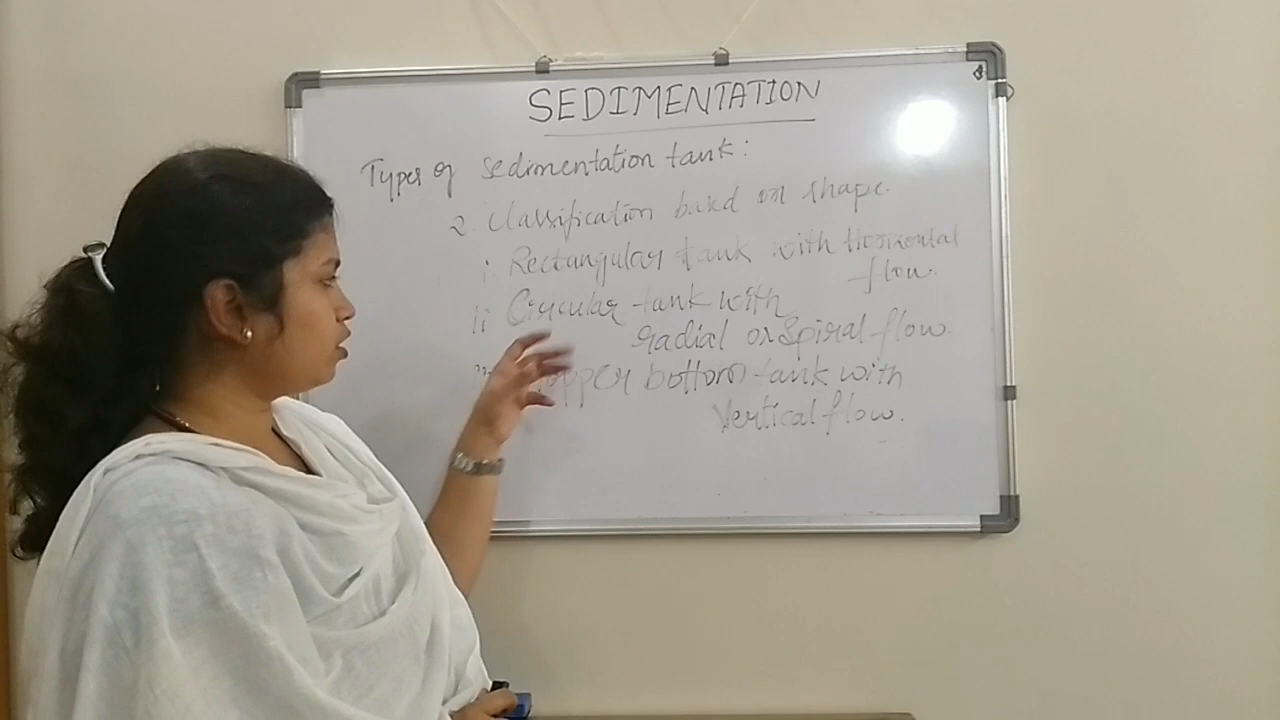 SEDIMENTATION
Types of sedimentation tank:
2. Classification based on shape.
i. Rectangular tank with Horizontal
flow.
ii Circular tank with
radial or Spiral flow.
opper bottom tank with
Vertical flow.